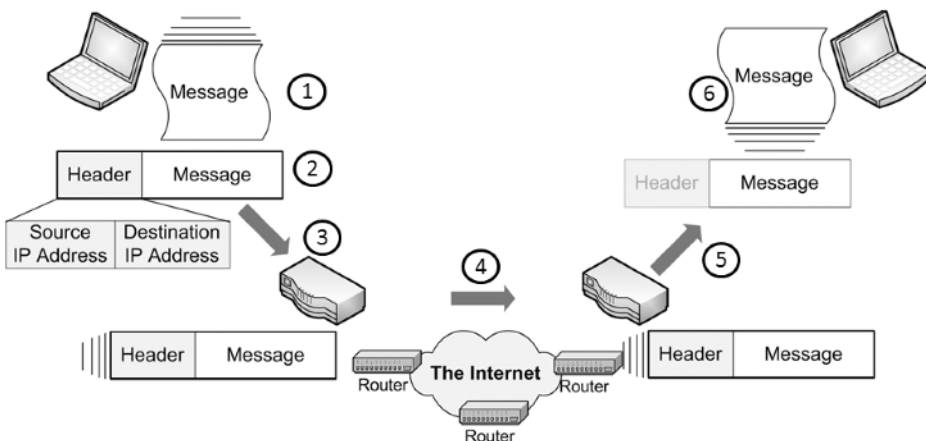 Message
1
Header
Message
2
Source
IP Address
Destination
IP Address
3
Header
Message
4
Router
The Internet
Router
Router
5
Header
Message
Header
Message
6
Message